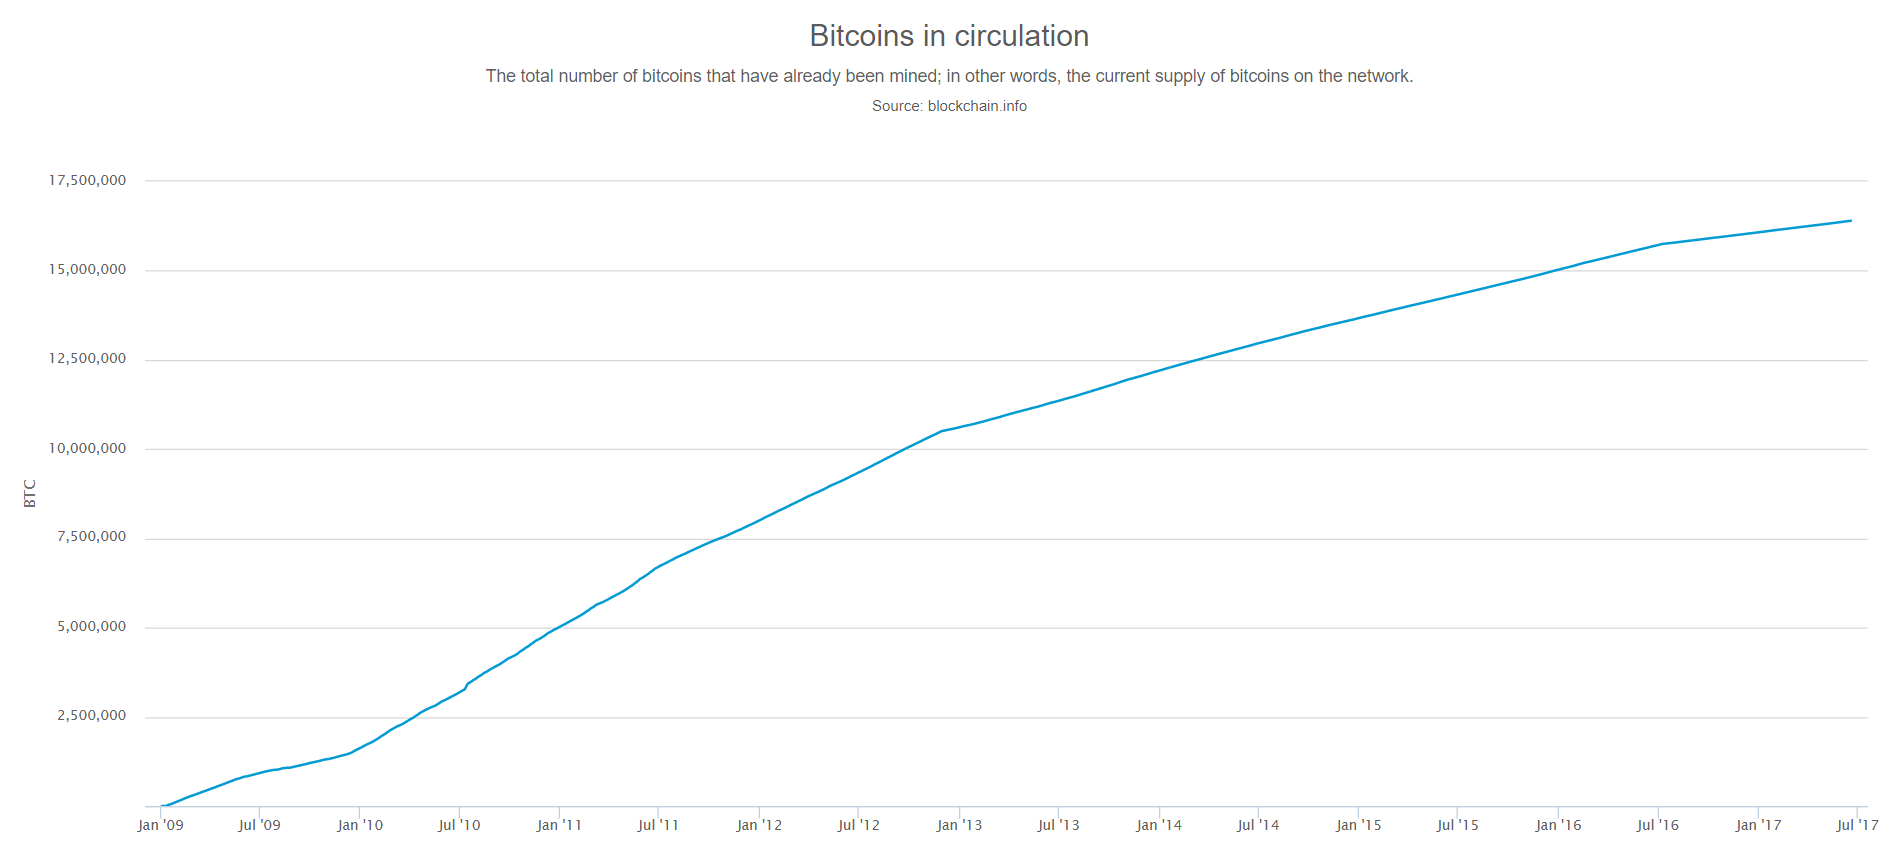 Bitcoins in circulation
The total number of bitcoins that have already been mined; in other words, the current supply of bitcoins on the network.
Source: blockchain.info
17,500,000
15,000,000
12,500,000
10,000,000
BTC
7,500,000
5,000,000
2,500,000
Jan '09 Jul '09 Jan '10 Jul '10 Jan '11 Jul '11 Jan '12 Jul '12 Jan '13 Jul '13 Jan '14 Jul '14 Jan '15 Jul '15 Jan '16 Jul '16 Jan '17 Jul '17